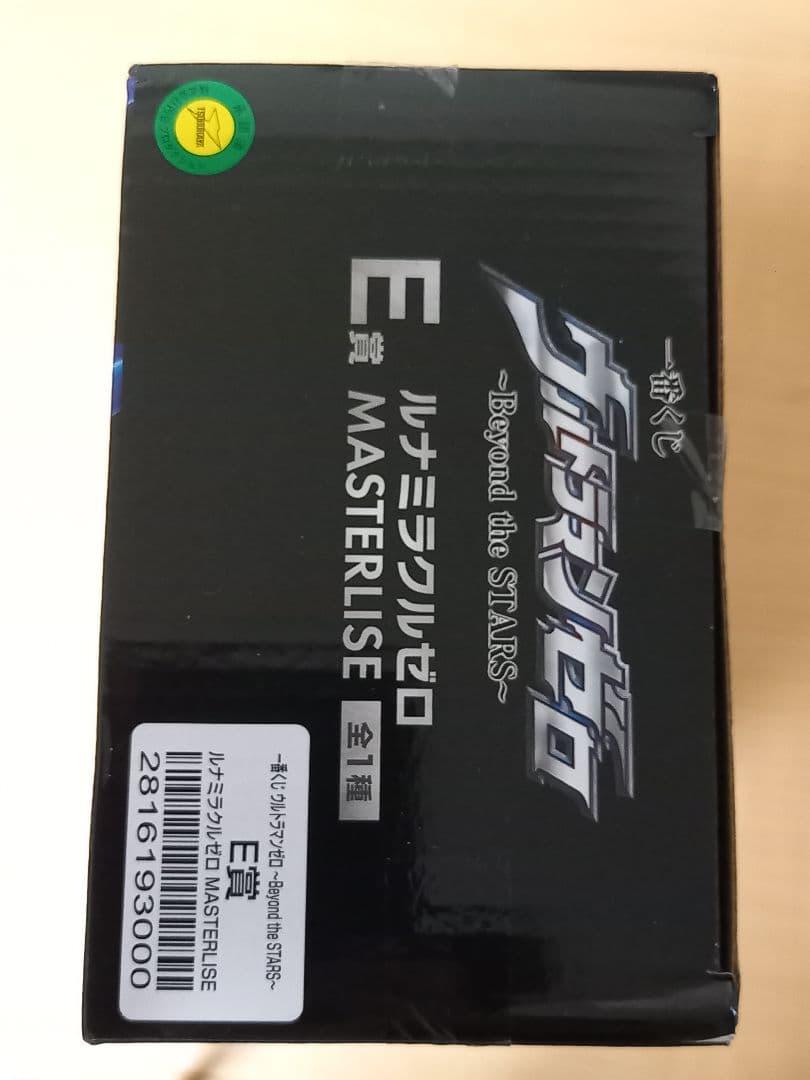 一番くじ
ウルトラマンゼロ
~Beyond the STARS~
E賞
ルナミラクルゼロ
MASTERLISE
全1種
TSUBURAYA
一番くじ ウルトラマンゼロ ~Beyond the STARS~
E賞
ルナミラクルゼロ MASTERLISE
2816193000